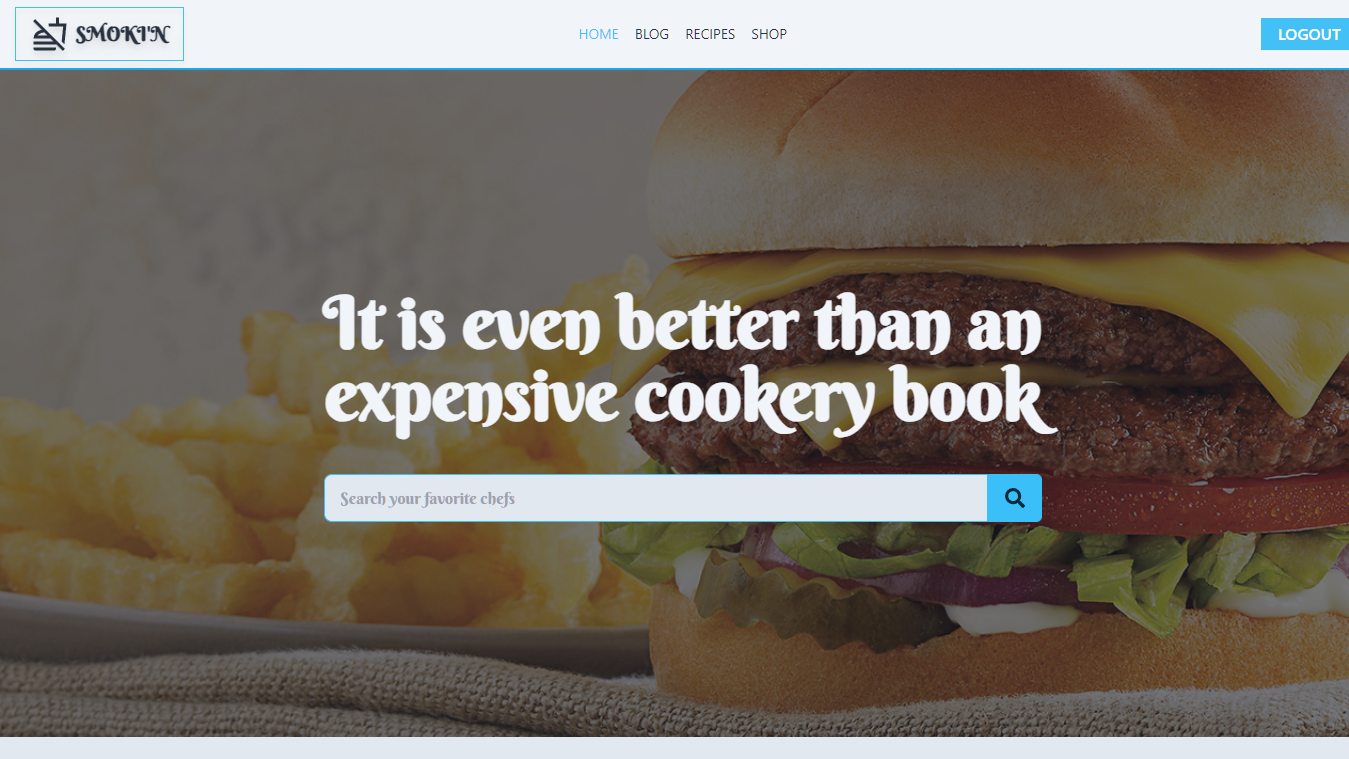 SMOKI'N
HOME
BLOG
RECIPES
SHOP
LOGOUT
It is even better than an
expensive cookery book
Search your favorite chefs